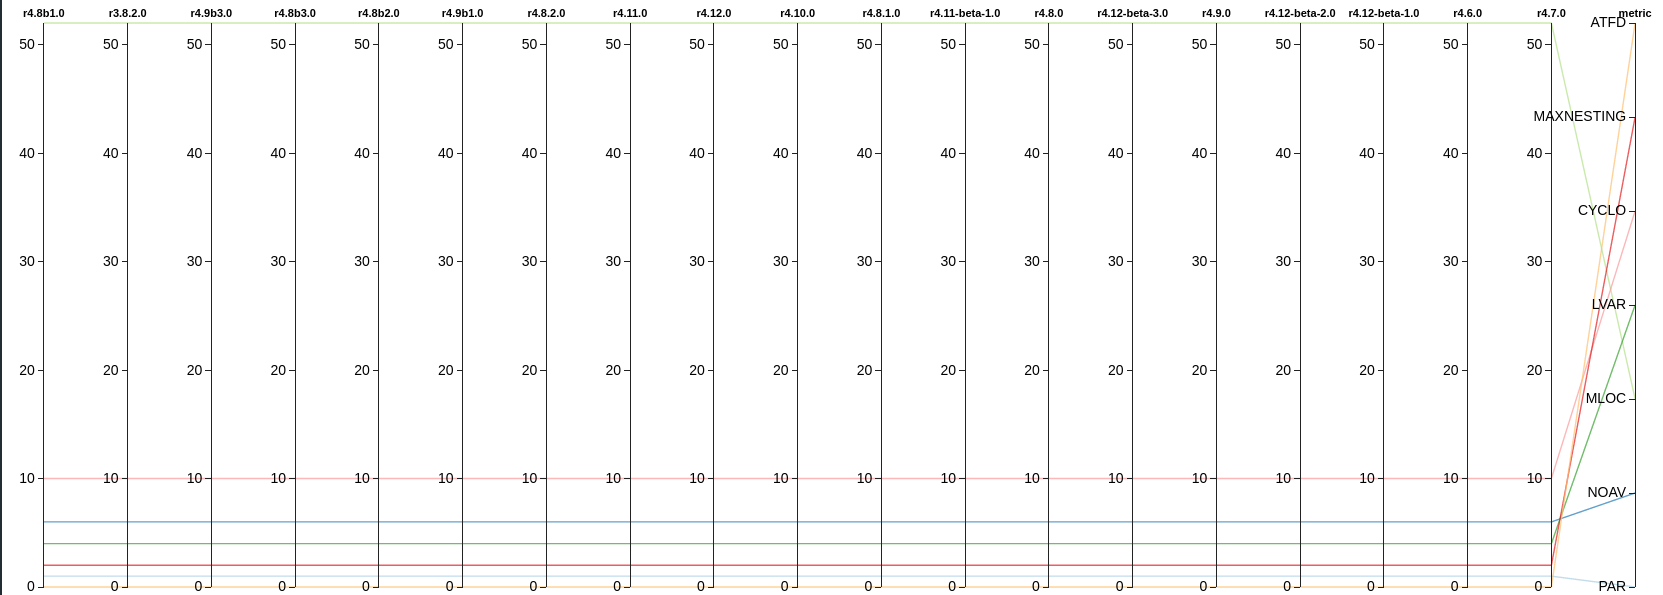 r4.8b1.0 r3.8.2.0 r4.9b3.0 r4.8b3.0 r4.8b2.0 r4.9b1.0 r4.8.2.0 r4.11.0 r4.12.0 r4.10.0 r4.8.1.0 r4.11-beta-1.0 r4.8.0 r4.12-beta-3.0 r4.9.0 r4.12-beta-2.0 r4.12-beta-1.0 r4.6.0 r4.7.0 metric
ATFD
50 50 50 50 50 50 50 50 50 50 50 50 50 50 50 50 50 50 50
MAXNESTING
40 40 40 40 40 40 40 40 40 40 40 40 40 40 40 40 40 40 40
CYCLO
30 30 30 30 30 30 30 30 30 30 30 30 30 30 30 30 30 30 30
LVAR
20 20 20 20 20 20 20 20 20 20 20 20 20 20 20 20 20 20 20
MLOC
10 10 10 10 10 10 10 10 10 10 10 10 10 10 10 10 10 10 10
NOAV
0 0 0 0 0 0 0 0 0 0 0 0 0 0 0 0 0 0 0 PAR